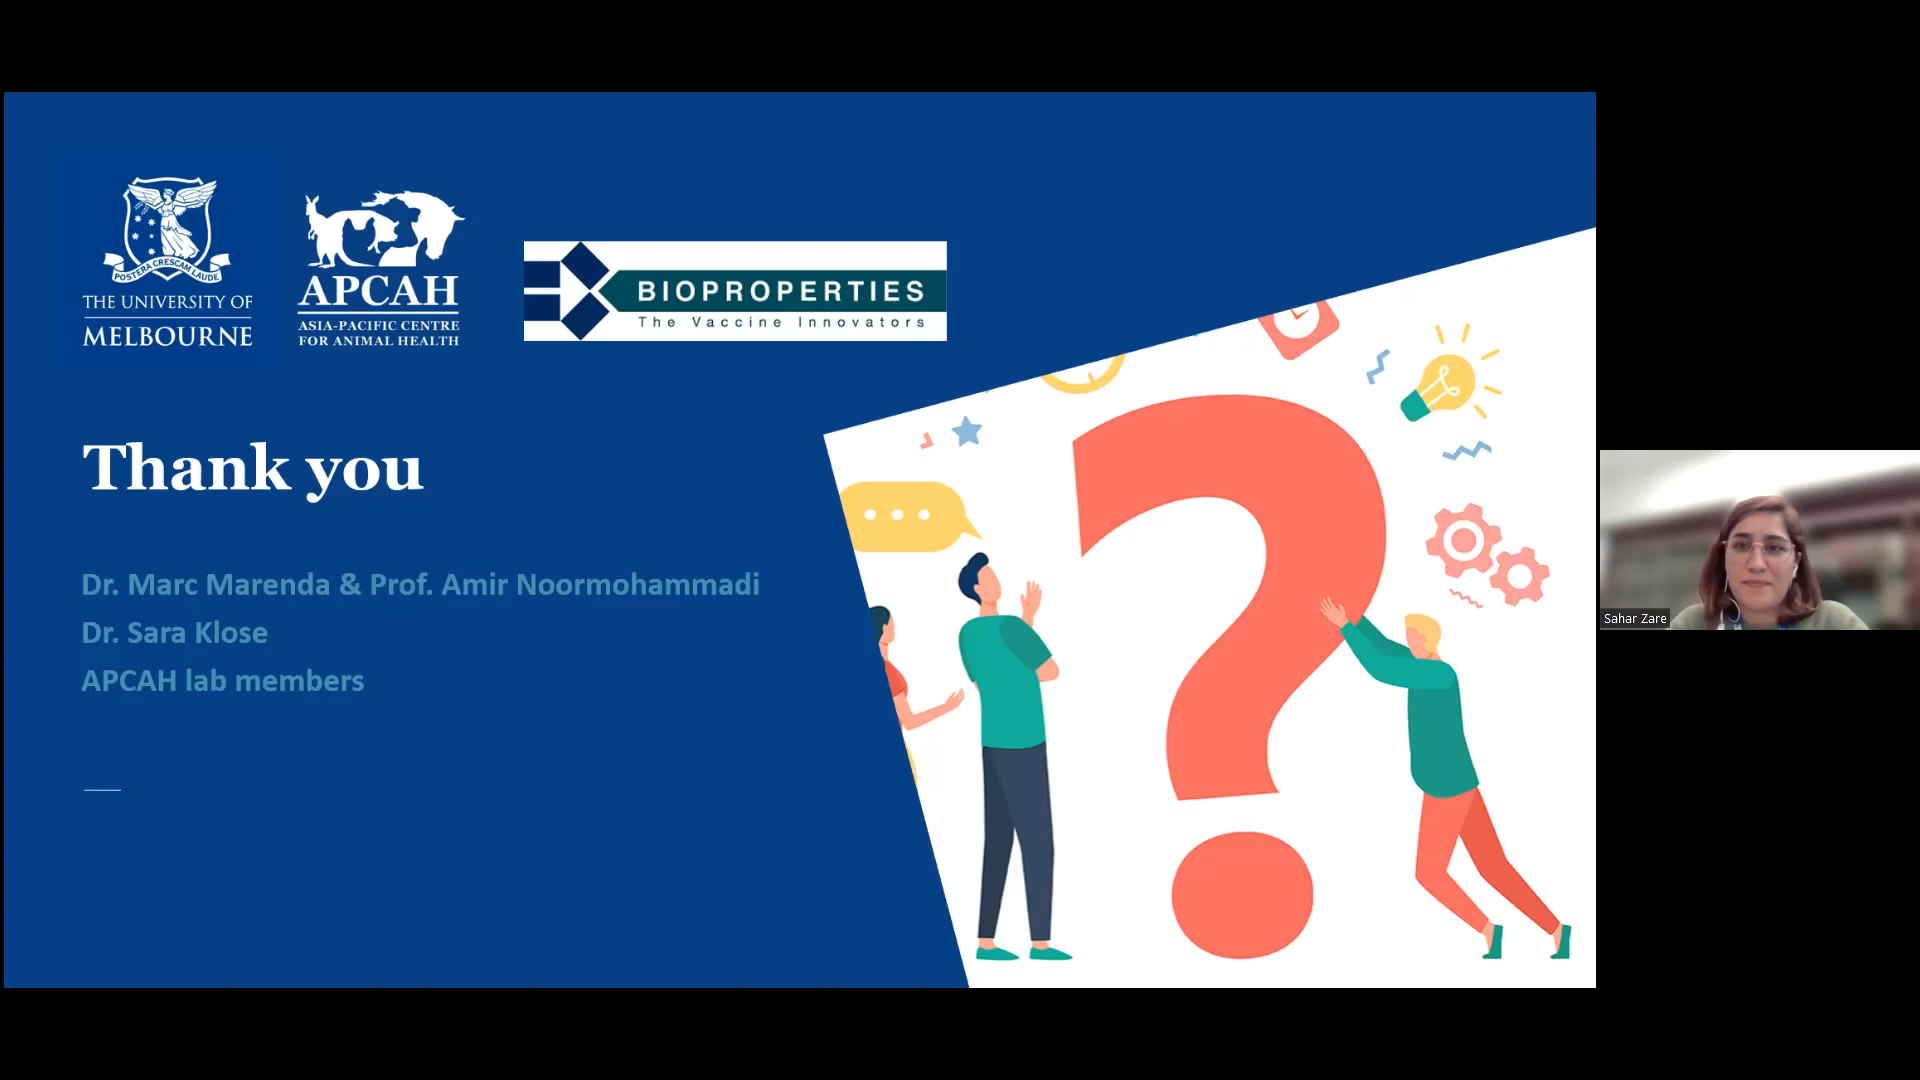 POSTERA CRESCAM LAUDE
THE UNIVERSITY OF
MELBOURNE
APCAH
ASIA-PACIFIC CENTRE
FOR ANIMAL HEALTH
BIOPROPERTIES
The Vaccine Innovators
Thank you
Dr. Marc Marenda & Prof. Amir Noormohammadi
Dr. Sara Klose
APCAH lab members
Sahar Zare